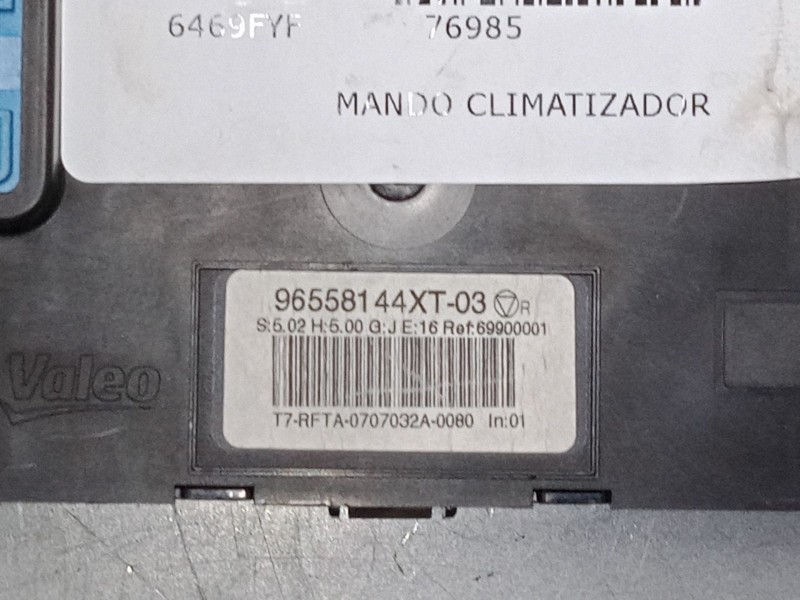 6469FYF 76985
MANDO CLIMATIZADOR
96558144XT-03 R
S:5.02 H:5.00 G:J E:16 Ref:69900001
Valeo
T7-RFTA-0707032A-0080 In:01